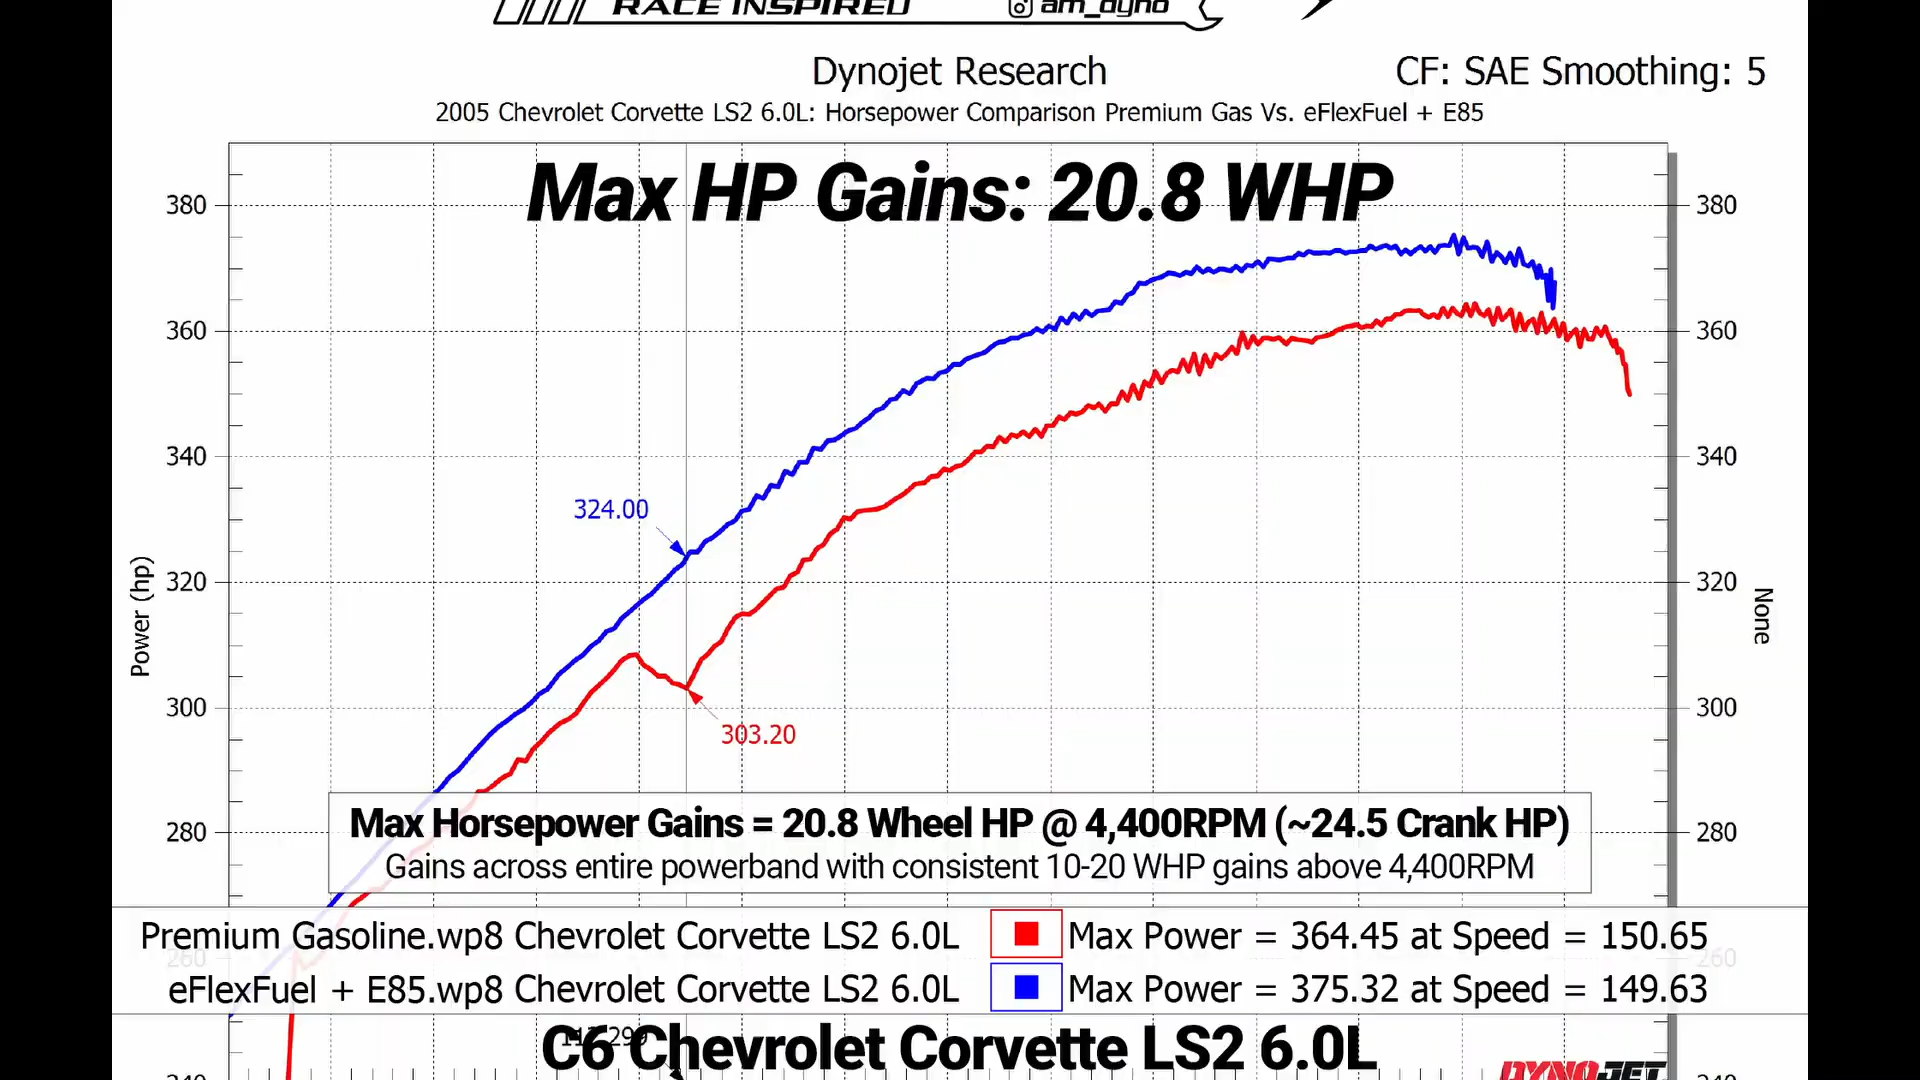 RACE INSPIRED am_dyno
Dynojet Research
CF: SAE Smoothing: 5
2005 Chevrolet Corvette LS2 6.0L: Horsepower Comparison Premium Gas Vs. eFlexFuel + E85
Max HP Gains: 20.8 WHP
380 380
360 360
340 340
324.00
320 320
Power (hp)
None
300 300
303.20
280 280
Max Horsepower Gains = 20.8 Wheel HP @ 4,400RPM (~24.5 Crank HP)
Gains across entire powerband with consistent 10-20 WHP gains above 4,400RPM
Premium Gasoline.wp8 Chevrolet Corvette LS2 6.0L Max Power = 364.45 at Speed = 150.65
260 260
eFlexFuel + E85.wp8 Chevrolet Corvette LS2 6.0L Max Power = 375.32 at Speed = 149.63
C6 Chevrolet Corvette LS2 6.0L
DYNOJET
240 240